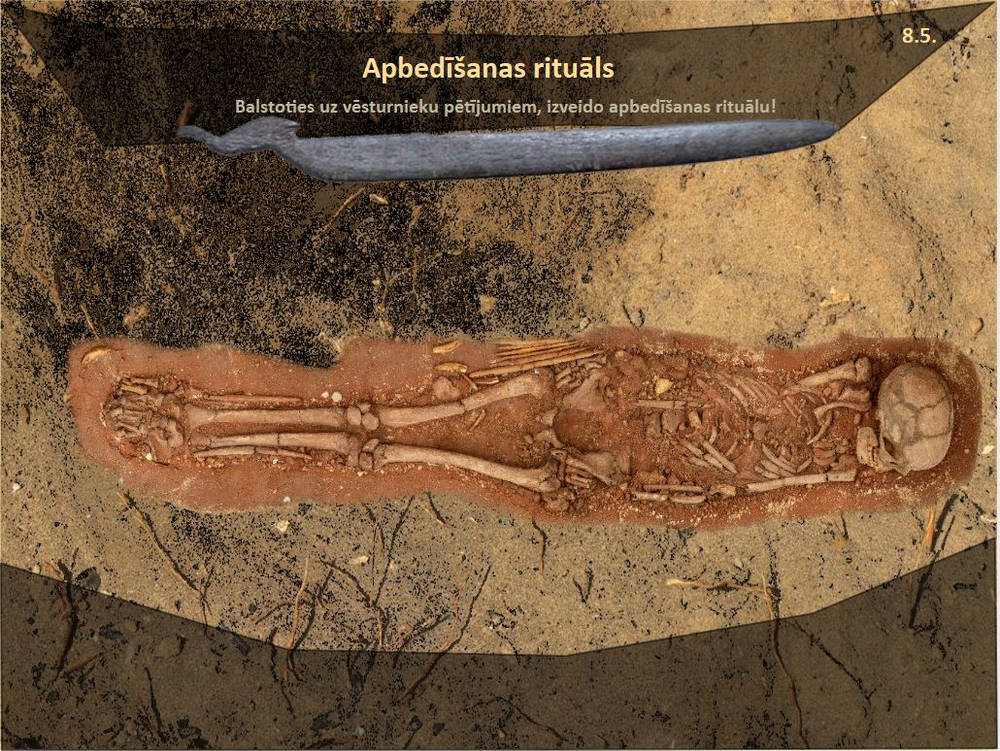 8.5.
Apbedīšanas rituāls
Balstoties uz vēsturnieku pētījumiem, izveido apbedīšanas rituālu!